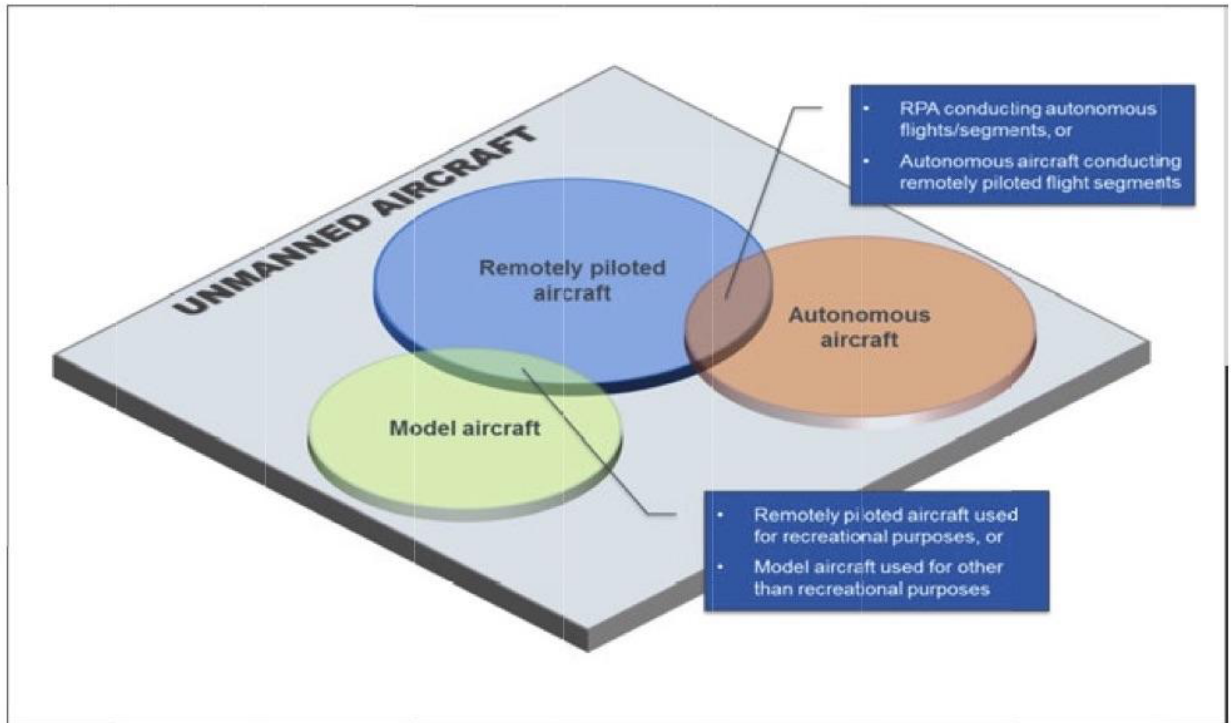 UNMANNED AIRCRAFT
• RPA conducting autonomous
flights/segments, or
• Autonomous aircraft conducting
remotely piloted flight segments
Remotely piloted
aircraft
Autonomous
aircraft
Model aircraft
• Remotely piloted aircraft used
for recreational purposes, or
• Model aircraft used for other
than recreational purposes